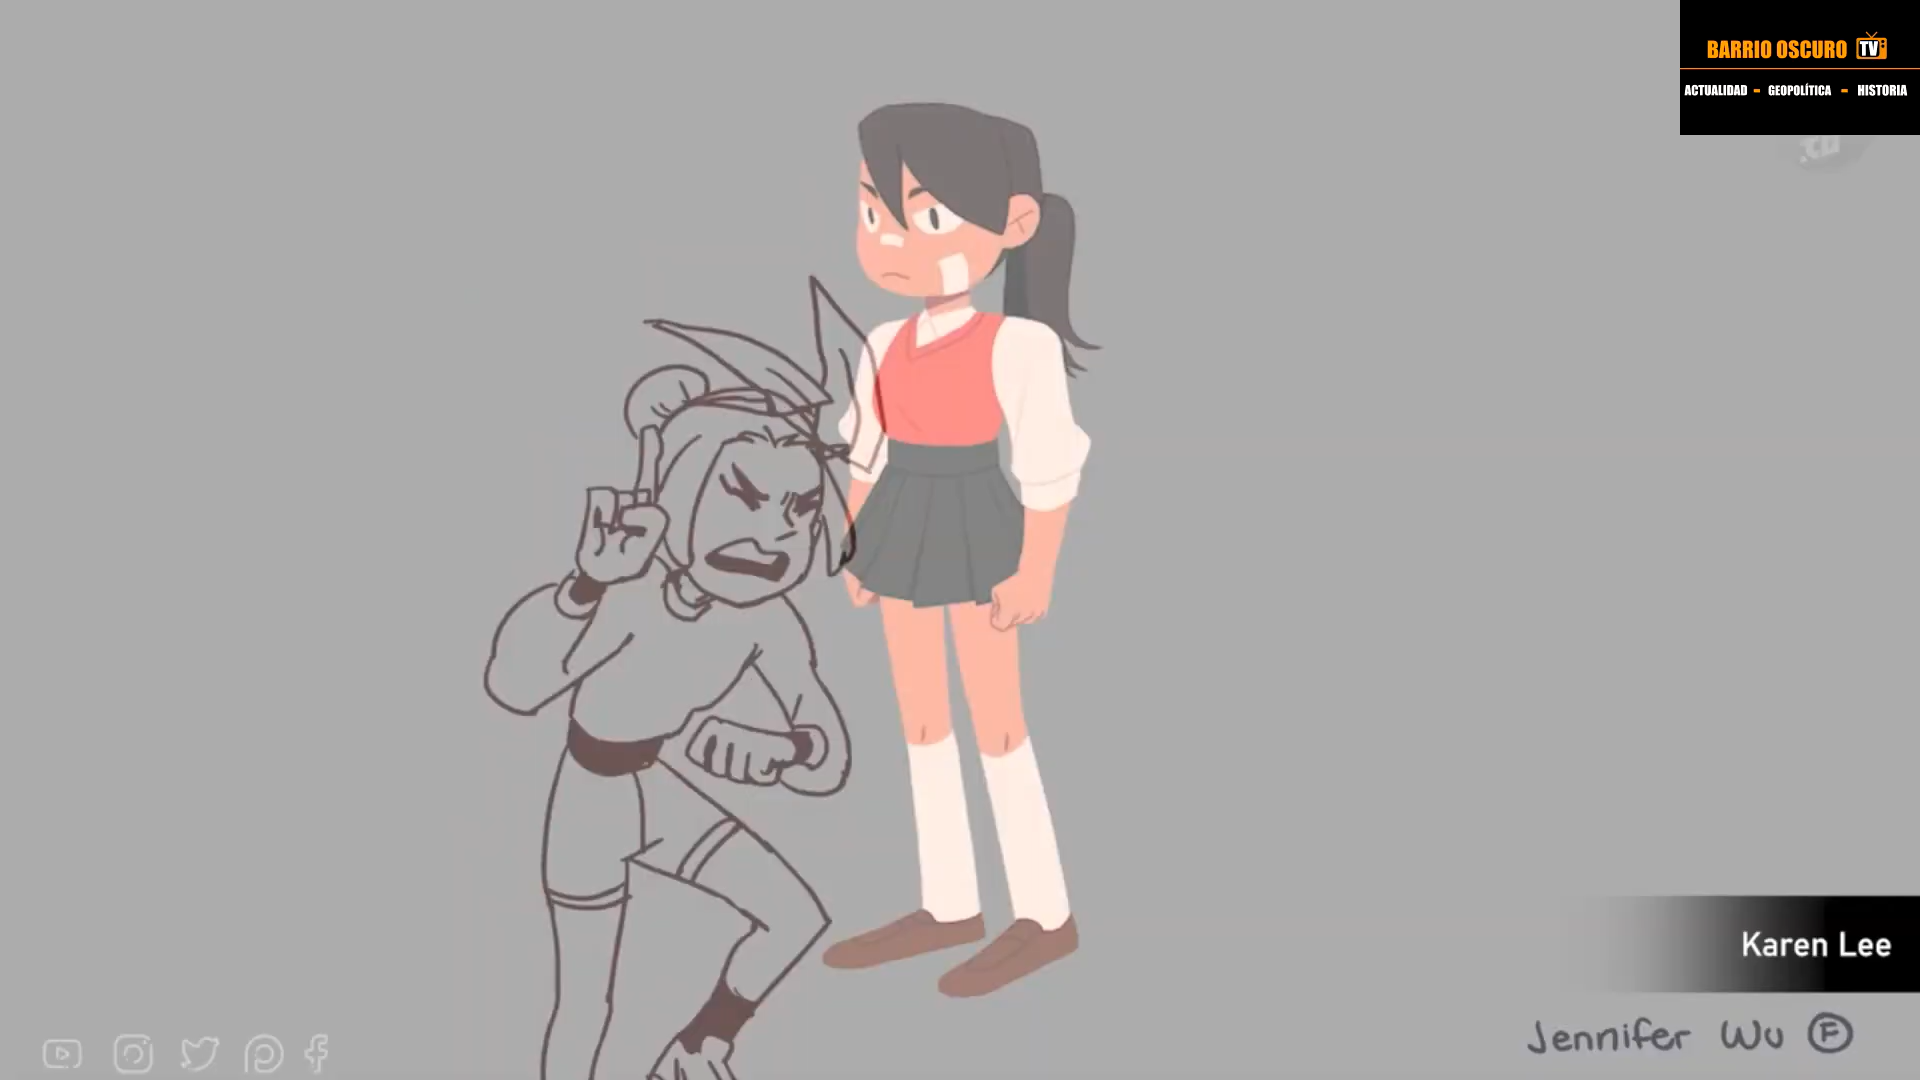 BARRIO OSCURO TV
ACTUALIDAD - GEOPOLÍTICA - HISTORIA
Karen Lee
Jennifer Wu F